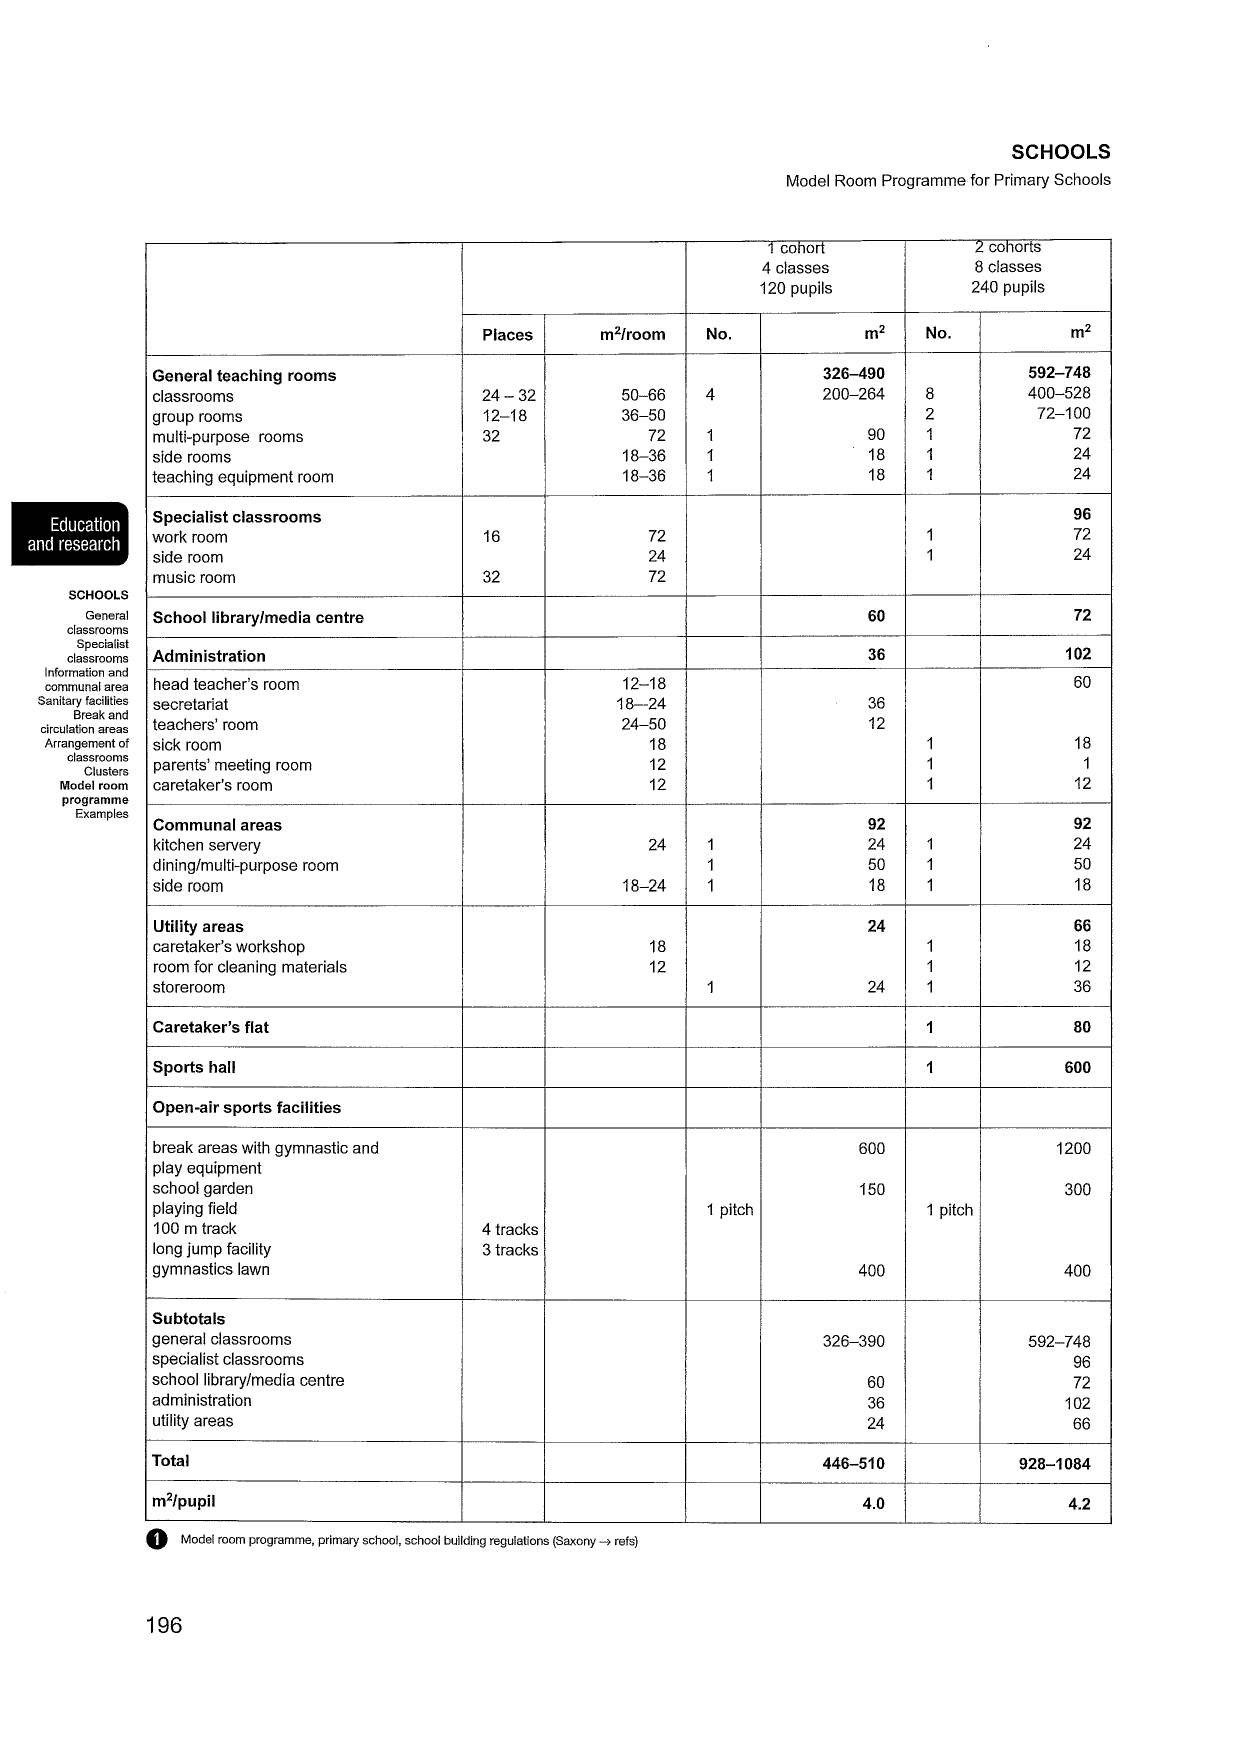 SCHOOLS
Model Room Programme for Primary Schools
1 cohort 2 cohorts
4 classes 8 classes
120 pupils 240 pupils
Places m²/room No. m² No. m²
General teaching rooms 326–490 592–748
classrooms 24 – 32 50–66 4 200–264 8 400–528
group rooms 12–18 36–50 2 72–100
multi-purpose rooms 32 72 1 90 1 72
side rooms 18–36 1 18 1 24
teaching equipment room 18–36 1 18 1 24
Specialist classrooms 96
work room 16 72 1 72
side room 24 1 24
music room 32 72
School library/media centre 60 72
Administration 36 102
head teacher's room 12–18 60
secretariat 18—24 36
teachers' room 24–50 12
sick room 18 1 18
parents' meeting room 12 1 1
caretaker's room 12 1 12
Communal areas 92 92
kitchen servery 24 1 24 1 24
dining/multi-purpose room 1 50 1 50
side room 18–24 1 18 1 18
Utility areas 24 66
caretaker's workshop 18 1 18
room for cleaning materials 12 1 12
storeroom 1 24 1 36
Caretaker's flat 1 80
Sports hall 1 600
Open-air sports facilities
break areas with gymnastic and 600 1200
play equipment
school garden 150 300
playing field 1 pitch 1 pitch
100 m track 4 tracks
long jump facility 3 tracks
gymnastics lawn 400 400
Subtotals
general classrooms 326–390 592–748
specialist classrooms 96
school library/media centre 60 72
administration 36 102
utility areas 24 66
Total 446–510 928–1084
m²/pupil 4.0 4.2
1 Model room programme, primary school, school building regulations (Saxony → refs)
Education
and research
SCHOOLS
General
classrooms
Specialist
classrooms
Information and
communal area
Sanitary facilities
Break and
circulation areas
Arrangement of
classrooms
Clusters
Model room
programme
Examples
196